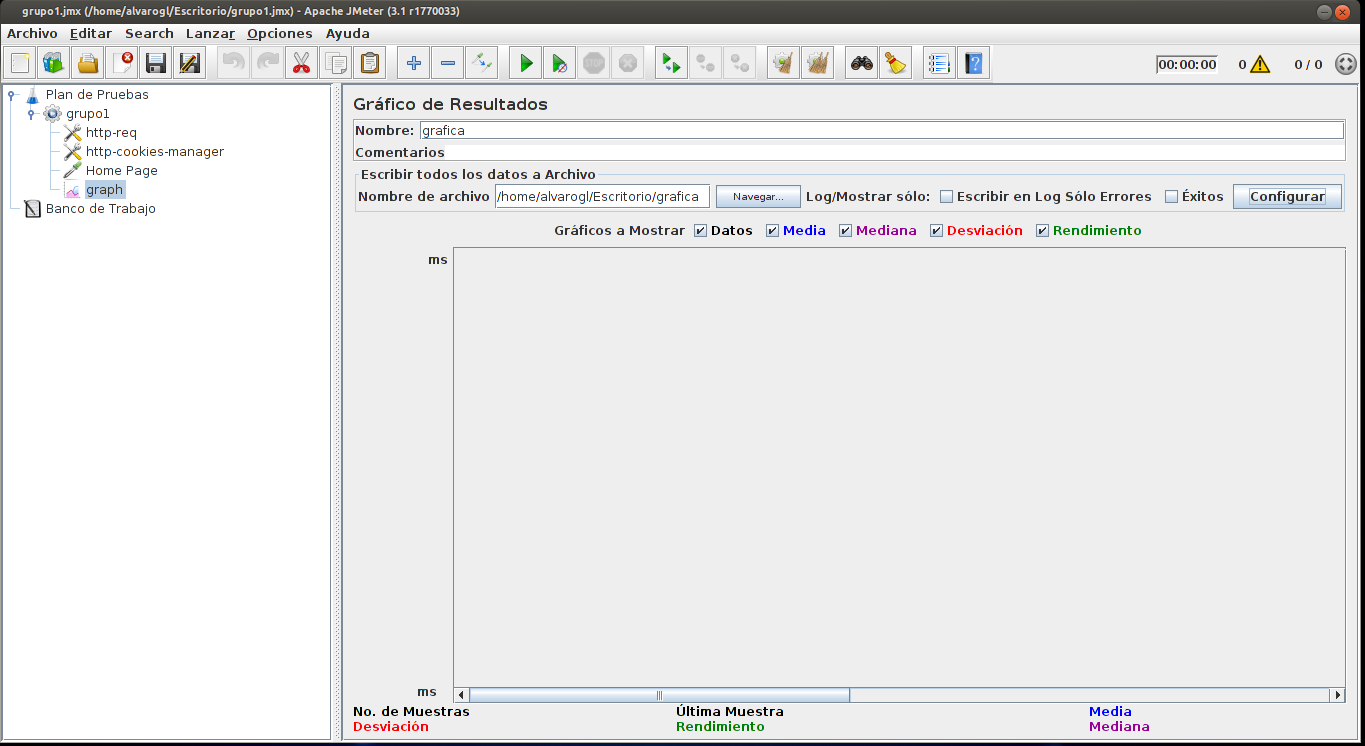 grupo1.jmx (/home/alvarogl/Escritorio/grupo1.jmx) - Apache JMeter (3.1 r1770033)
Archivo Editar Search Lanzar Opciones Ayuda
STOP
00:00:00 0 0 / 0
Plan de Pruebas
grupo1
http-req
http-cookies-manager
Home Page
graph
Banco de Trabajo
Gráfico de Resultados
Nombre: grafica
Comentarios
Escribir todos los datos a Archivo
Nombre de archivo /home/alvarogl/Escritorio/grafica Navegar... Log/Mostrar sólo: Escribir en Log Sólo Errores Éxitos Configurar
Gráficos a Mostrar Datos Media Mediana Desviación Rendimiento
ms
ms
No. de Muestras Última Muestra Media
Desviación Rendimiento Mediana